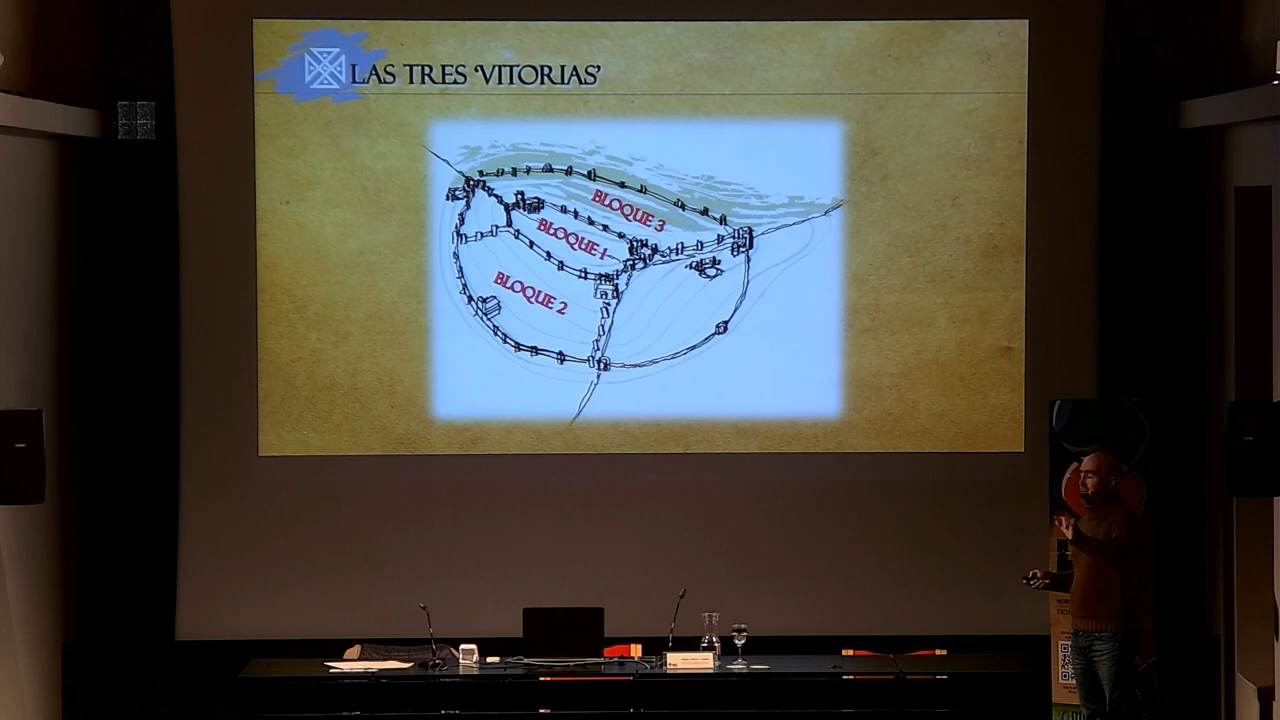 LAS TRES 'VITORIAS'
BLOQUE 3
BLOQUE 1
BLOQUE 2